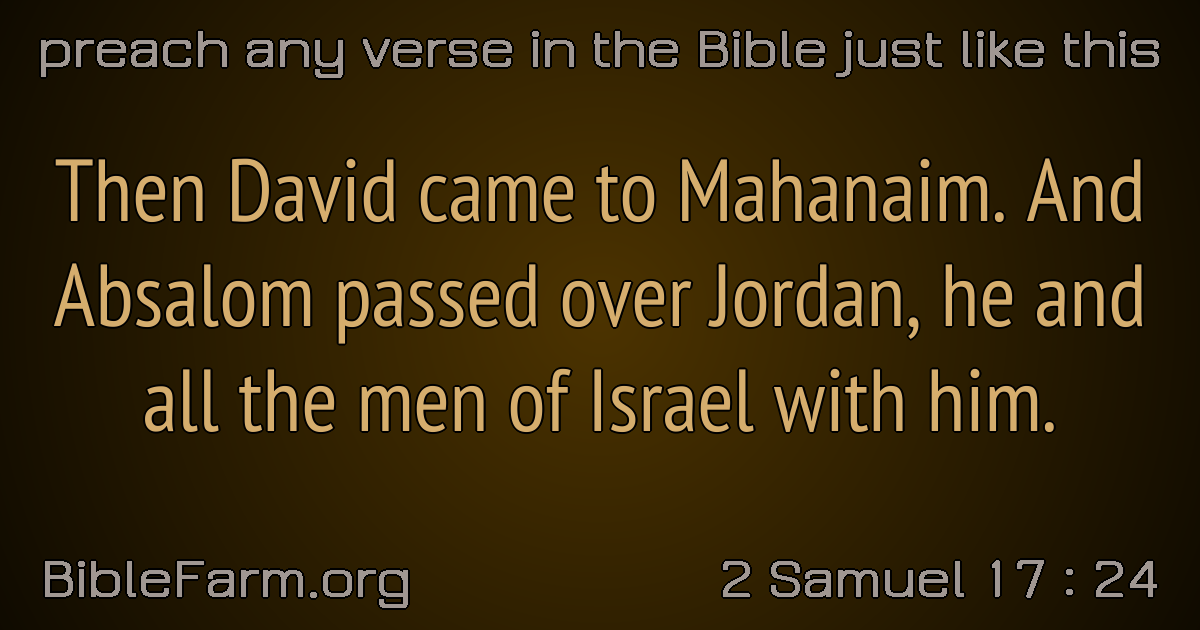 preach any verse in the Bible just like this
Then David came to Mahanaim. And
Absalom passed over Jordan, he and
all the men of Israel with him.
BibleFarm.org
2 Samuel 17 : 24